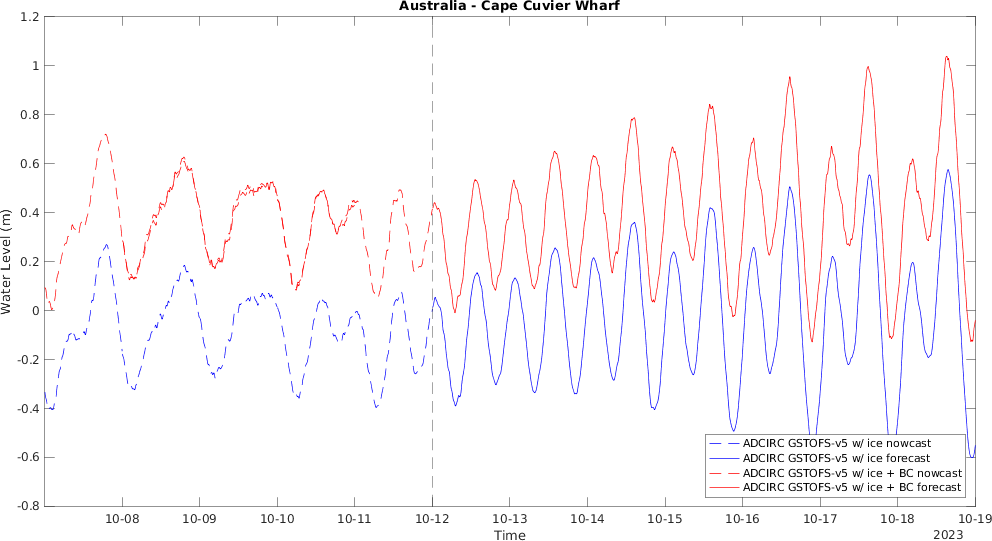 Australia - Cape Cuvier Wharf
Water Level (m)
1.2
1
0.8
0.6
0.4
0.2
0
-0.2
-0.4
-0.6
-0.8
ADCIRC GSTOFS-v5 w/ ice nowcast
ADCIRC GSTOFS-v5 w/ ice forecast
ADCIRC GSTOFS-v5 w/ ice + BC nowcast
ADCIRC GSTOFS-v5 w/ ice + BC forecast
10-08 10-09 10-10 10-11 10-12 10-13 10-14 10-15 10-16 10-17 10-18 10-19
Time
2023